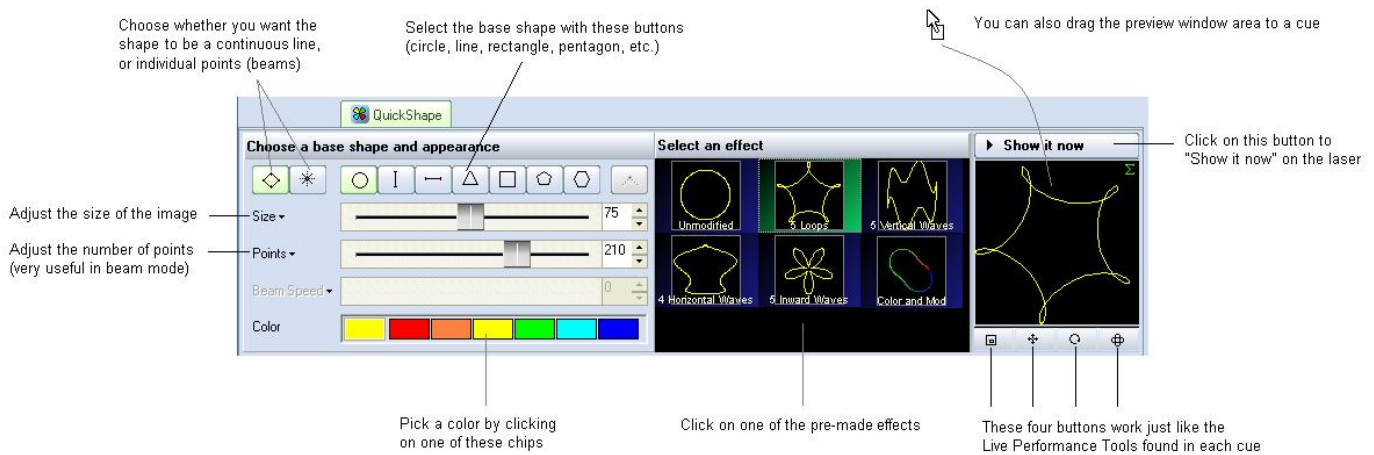 Choose whether you want the
shape to be a continuous line,
or individual points (beams)
Select the base shape with these buttons
(circle, line, rectangle, pentagon, etc.)
You can also drag the preview window area to a cue
QuickShape
Choose a base shape and appearance
Select an effect
Show it now
Click on this button to
"Show it now" on the laser
Σ
Adjust the size of the image
Size
75
Unmodified
5 Loops
5 Vertical Waves
Adjust the number of points
(very useful in beam mode)
Points
210
Beam Speed
0
4 Horizontal Waves
5 Inward Waves
Color and Mod
Color
Pick a color by clicking
on one of these chips
Click on one of the pre-made effects
These four buttons work just like the
Live Performance Tools found in each cue